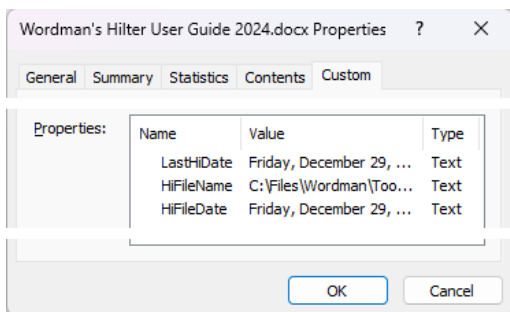 Wordman's Hilter User Guide 2024.docx Properties ? ✕
General Summary Statistics Contents Custom
Properties:
Name Value Type
LastHiDate Friday, December 29, ... Text
HiFileName C:\Files\Wordman\Too... Text
HiFileDate Friday, December 29, ... Text
OK Cancel